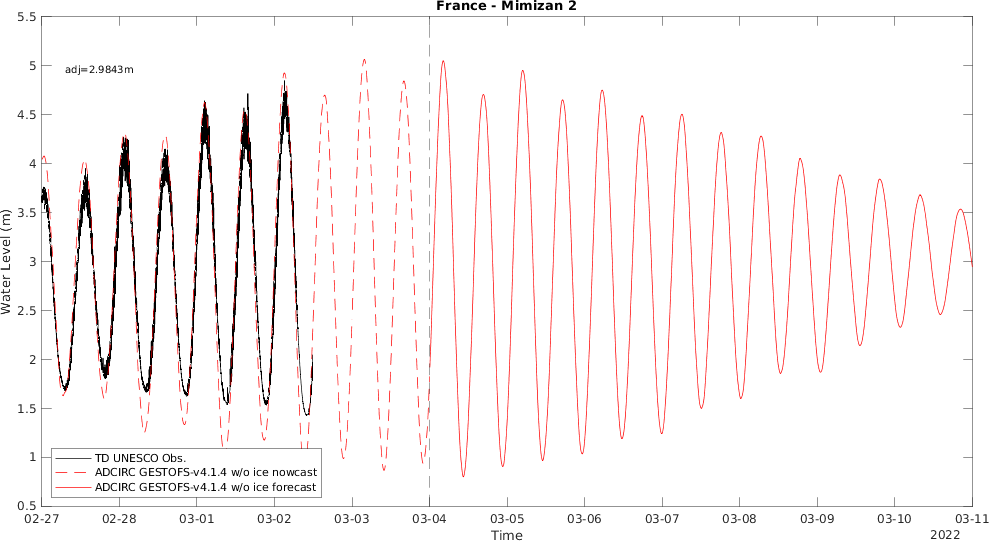 France - Mimizan 2
5.5
5
4.5
4
3.5
3
2.5
2
1.5
1
0.5
Water Level (m)
adj=2.9843m
TD UNESCO Obs.
ADCIRC GESTOFS-v4.1.4 w/o ice nowcast
ADCIRC GESTOFS-v4.1.4 w/o ice forecast
02-27 02-28 03-01 03-02 03-03 03-04 03-05 03-06 03-07 03-08 03-09 03-10 03-11
Time
2022